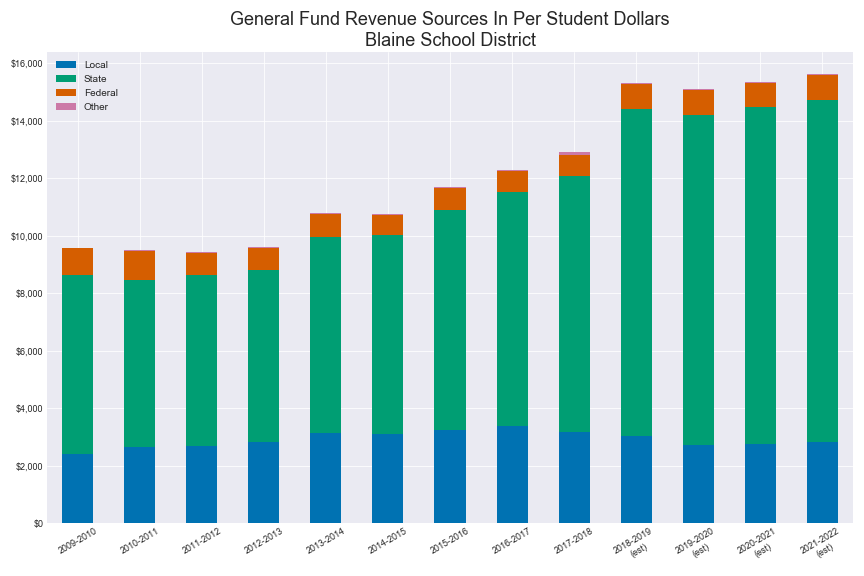 General Fund Revenue Sources In Per Student Dollars
Blaine School District
Local
State
Federal
Other
$16,000
$14,000
$12,000
$10,000
$8,000
$6,000
$4,000
$2,000
$0
2009-2010
2010-2011
2011-2012
2012-2013
2013-2014
2014-2015
2015-2016
2016-2017
2017-2018
2018-2019
(est)
2019-2020
(est)
2020-2021
(est)
2021-2022
(est)